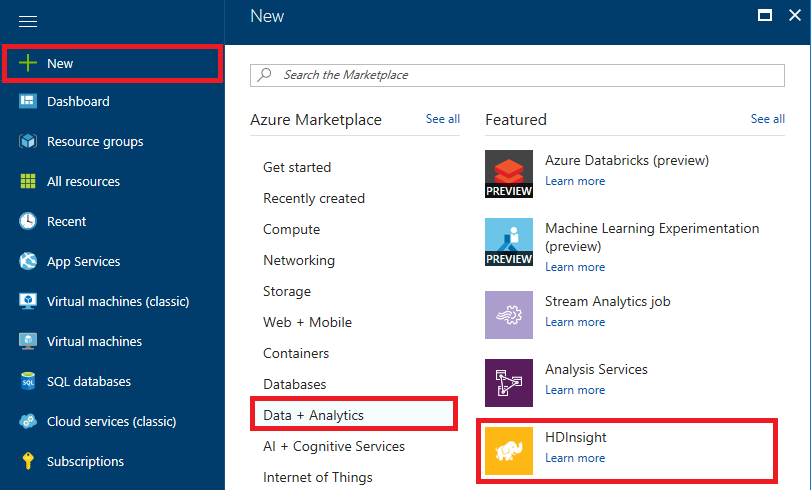 New
New
Dashboard
Resource groups
All resources
Recent
App Services
Virtual machines (classic)
Virtual machines
SQL
SQL databases
Cloud services (classic)
Subscriptions
Search the Marketplace
Azure Marketplace
See all
Get started
Recently created
Compute
Networking
Storage
Web + Mobile
Containers
Databases
Data + Analytics
AI + Cognitive Services
Internet of Things
Featured
See all
PREVIEW
Azure Databricks (preview)
Learn more
PREVIEW
Machine Learning Experimentation
(preview)
Learn more
Stream Analytics job
Learn more
Analysis Services
Learn more
HDInsight
Learn more